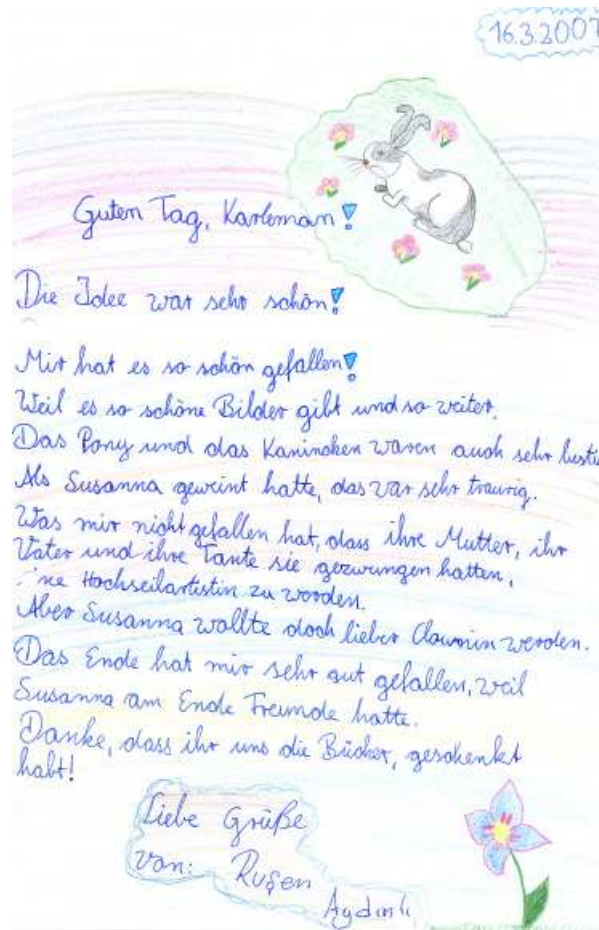 16.3.2007
Guten Tag, Karleman!
Die Idee war sehr schön!
Mir hat es so schön gefallen!
Weil es so schöne Bilder gibt und so weiter.
Das Pony und das Kaninchen waren auch sehr lusti
Als Susanna geweint hatte, das war sehr traurig.
Was mir nicht gefallen hat, dass ihre Mutter, ihr
Vater und ihre Tante sie gezwungen hatten,
ne Hochseilartistin zu werden.
Aber Susanna wollte doch lieber Clownin werden.
Das Ende hat mir sehr gut gefallen, weil
Susanna am Ende Freunde hatte.
Danke, dass ihr uns die Bücher, geschenkt
habt!
Liebe Grüße
von: Ruşen
Aydınlı